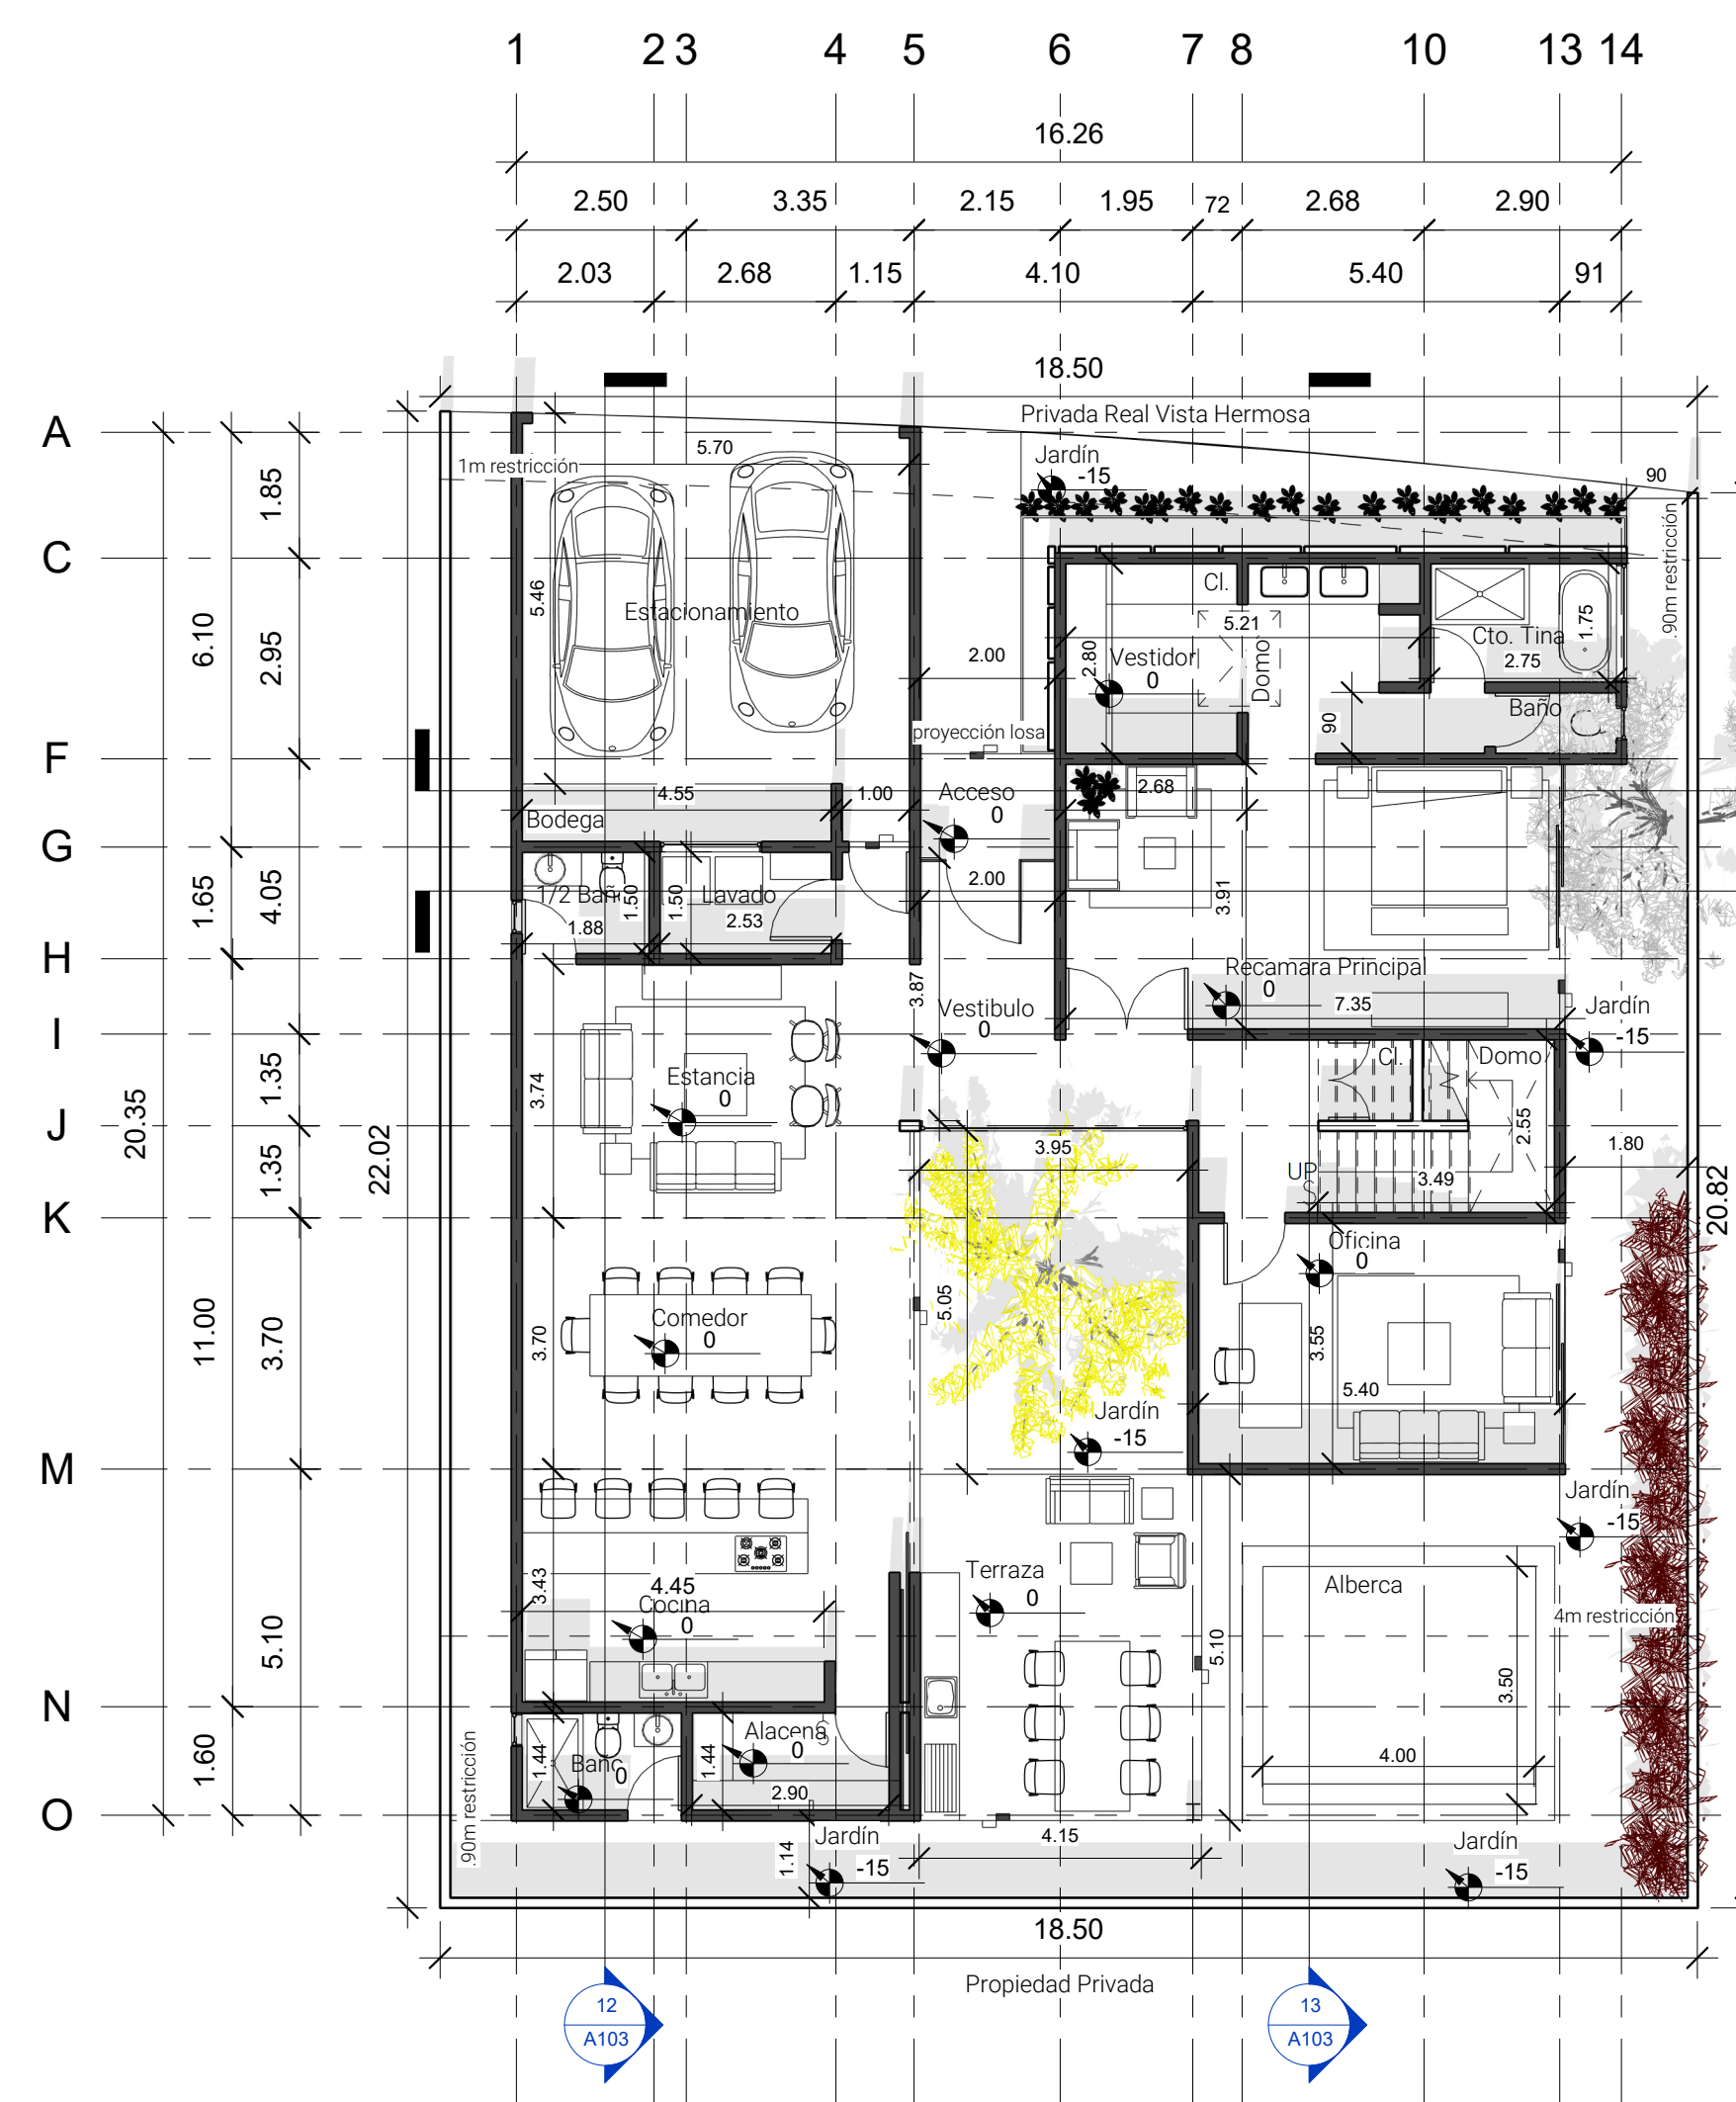 1 2 3 4 5 6 7 8 10 13 14
16.26
2.50 3.35 2.15 1.95 72 2.68 2.90
2.03 2.68 1.15 4.10 5.40 91
18.50
A
Privada Real Vista Hermosa
5.70
Jardín
-15
1m restricción
90
1.85
.90m restricción
C
Cl.
5.46
Estacionamiento
5.21
1.75
6.10
2.95
2.00
2.80
Vestidor
0
Domo
Cto. Tina
2.75
Baño
90
proyección losa
F
4.55
1.00
Acceso
0
2.68
Bodega
G
1.65
4.05
1/2 Bañ
1.50
1.50
Lavado
2.00
3.91
1.88
2.53
H
3.87
Recamara Principal
0
7.35
Vestibulo
0
Jardín
-15
I
1.35
3.74
Estancia
0
Cl.
Domo
20.35
22.02
J
2.55
3.95
1.80
1.35
UP
S
3.49
20.82
K
Oficina
0
11.00
3.70
3.70
Comedor
0
5.05
3.55
5.40
Jardín
-15
M
Jardín
-15
3.43
4.45
Cocina
0
Terraza
0
Alberca
4m restricción
5.10
5.10
3.50
N
1.60
.90m restricción
1.44
Bañ
0
1.44
Alacena
0
S
2.90
4.00
O
1.14
Jardín
-15
4.15
Jardín
-15
18.50
Propiedad Privada
12
A103
13
A103